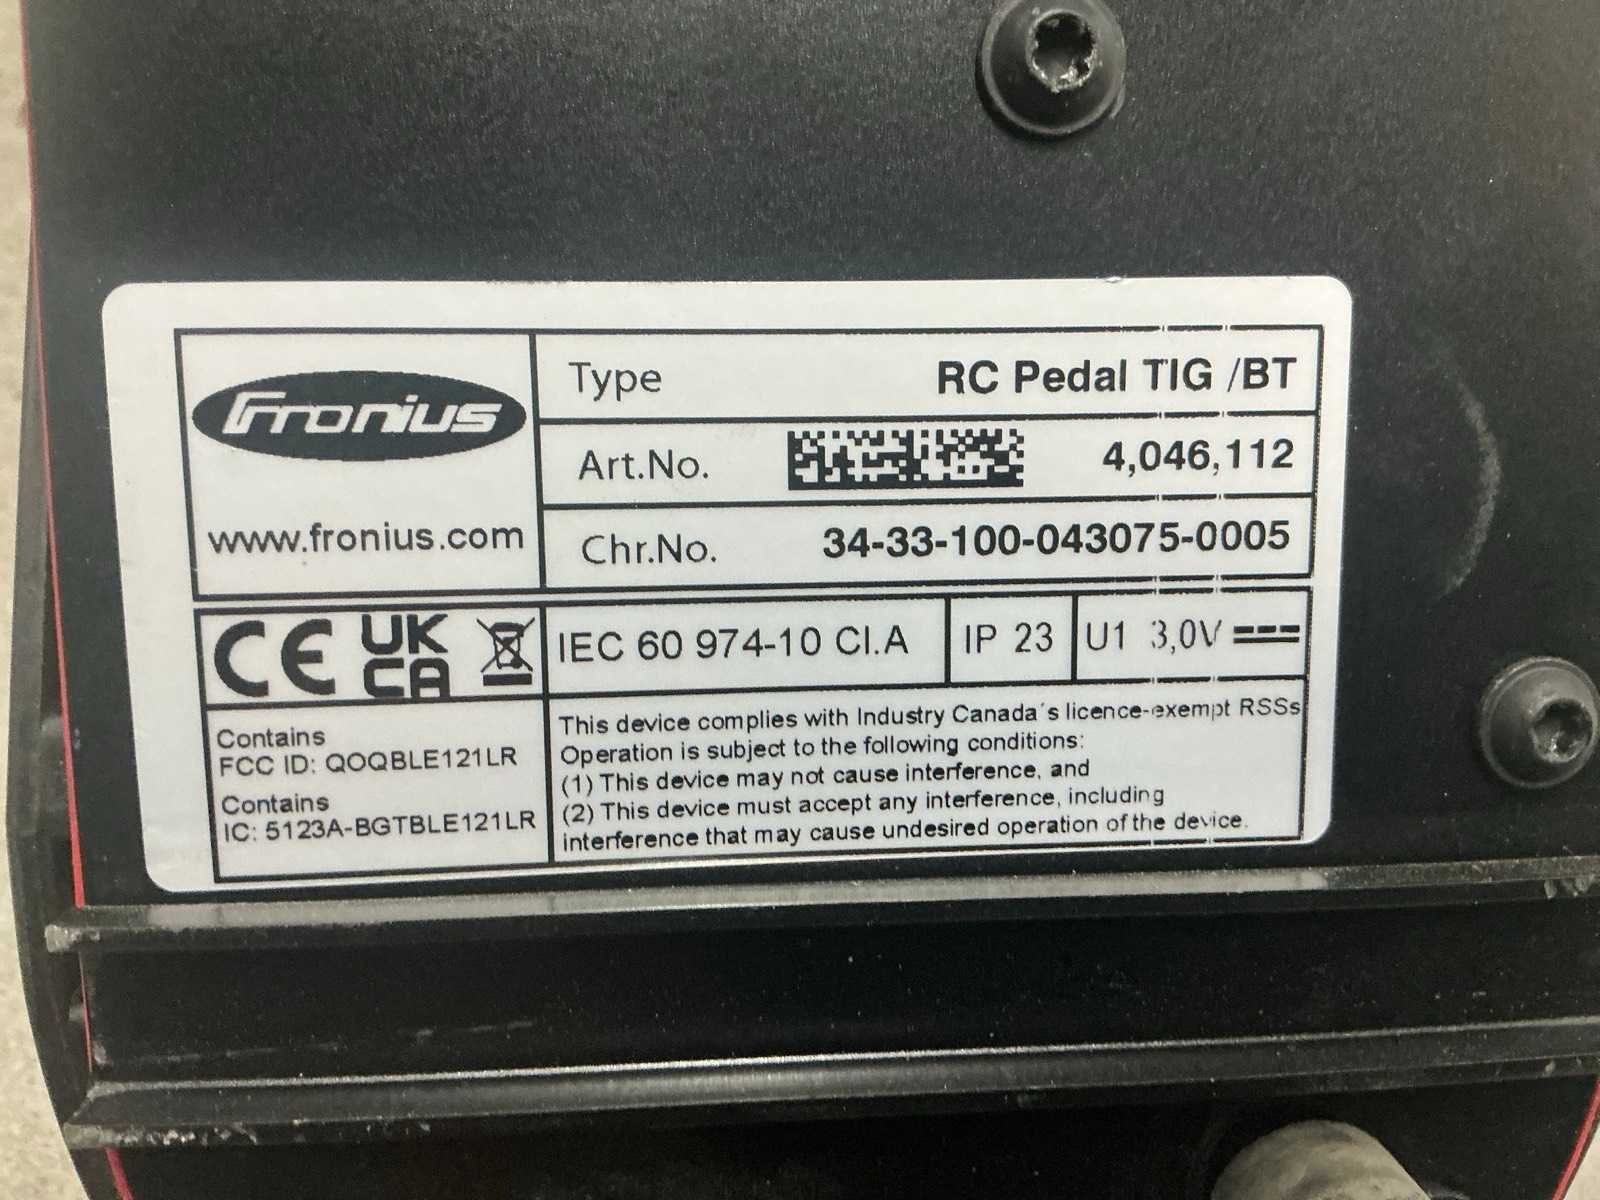 Fronius
www.fronius.com
Type RC Pedal TIG /BT
Art.No. 4,046,112
Chr.No. 34-33-100-043075-0005
CE UK CA IEC 60 974-10 Cl.A IP 23 U1 3,0V
Contains
FCC ID: QOQBLE121LR
Contains
IC: 5123A-BGTBLE121LR
This device complies with Industry Canada´s licence-exempt RSSs
Operation is subject to the following conditions:
(1) This device may not cause interference, and
(2) This device must accept any interference, including
interference that may cause undesired operation of the device.